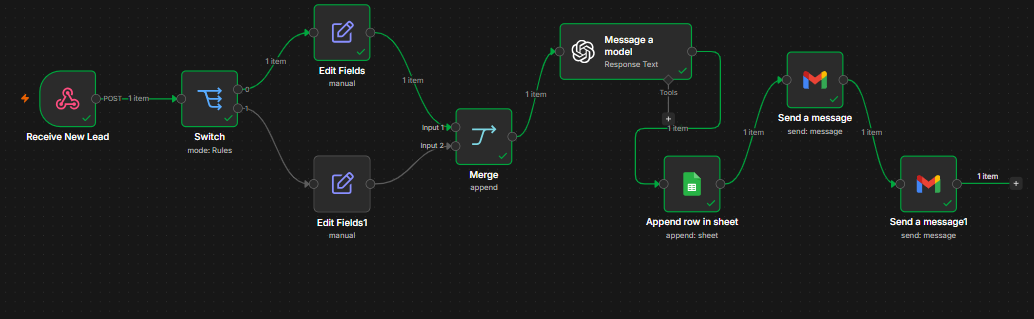 Receive New Lead
POST
1 item
Switch
mode: Rules
0
1
1 item
Edit Fields
manual
1 item
Edit Fields1
manual
Input 1
Input 2
Merge
append
1 item
Message a
model
Response Text
Tools
+
1 item
Append row in sheet
append: sheet
1 item
Send a message
send: message
1 item
Send a message1
send: message
1 item
+